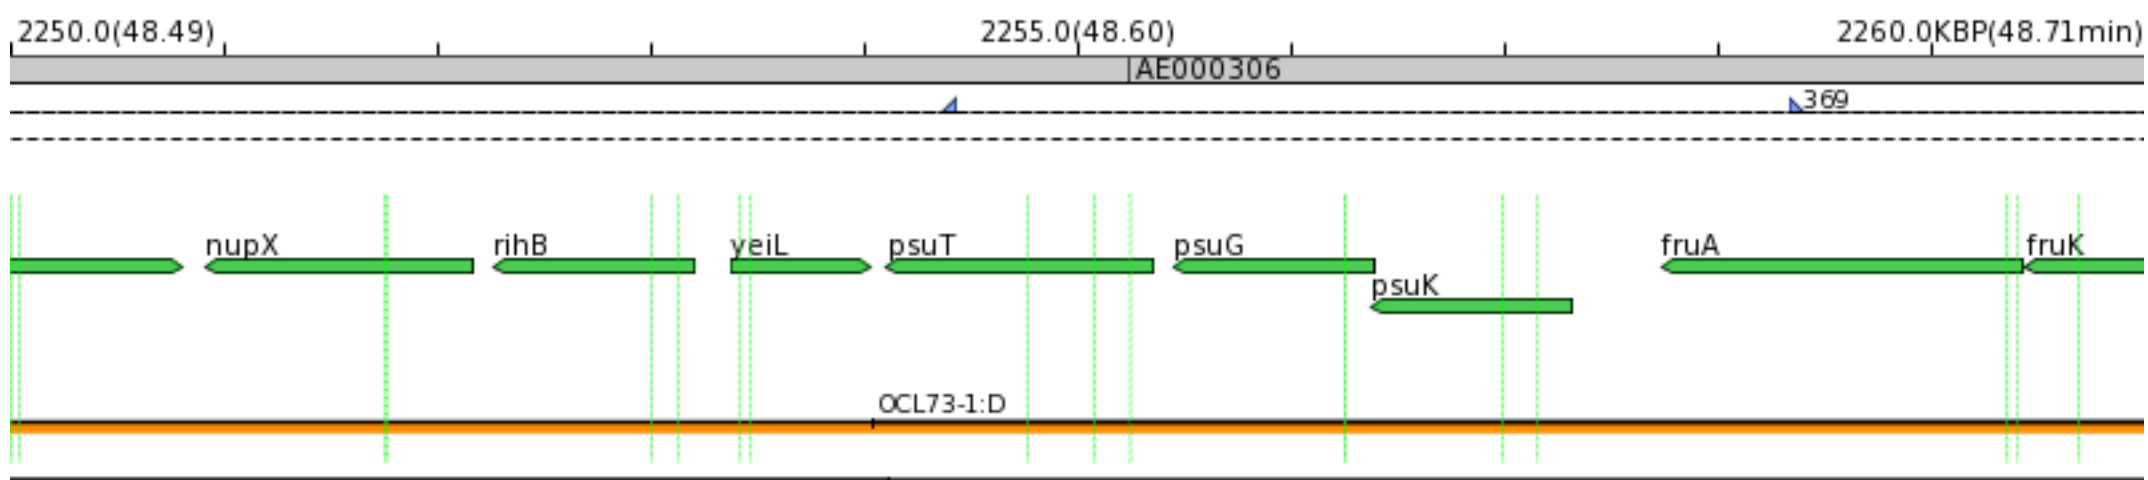 2250.0(48.49) 2255.0(48.60) 2260.0KBP(48.71min)
AE000306
369
nupX rihB yeiL psuT psuG fruA fruK
psuK
OCL73-1:D